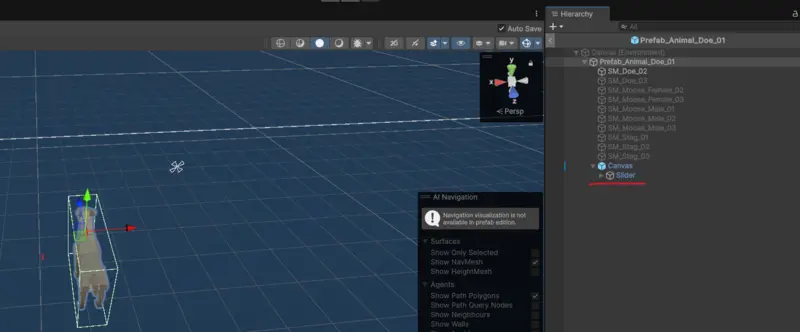 Hierarchy
Auto Save
All
Prefab_Animal_Doe_01
Canvas (Environment)
Prefab_Animal_Doe_01
SM_Doe_02
SM_Doe_03
SM_Moose_Female_02
SM_Moose_Female_03
SM_Moose_Male_01
SM_Moose_Male_02
SM_Moose_Male_03
SM_Stag_01
SM_Stag_02
SM_Stag_03
Canvas
Slider
y
x
z
Persp
AI Navigation
Navigation visualization is not
available in prefab edition.
Surfaces
Show Only Selected
Show NavMesh
Show HeightMesh
Agents
Show Path Polygons
Show Path Query Nodes
Show Neighbours
Show Walls